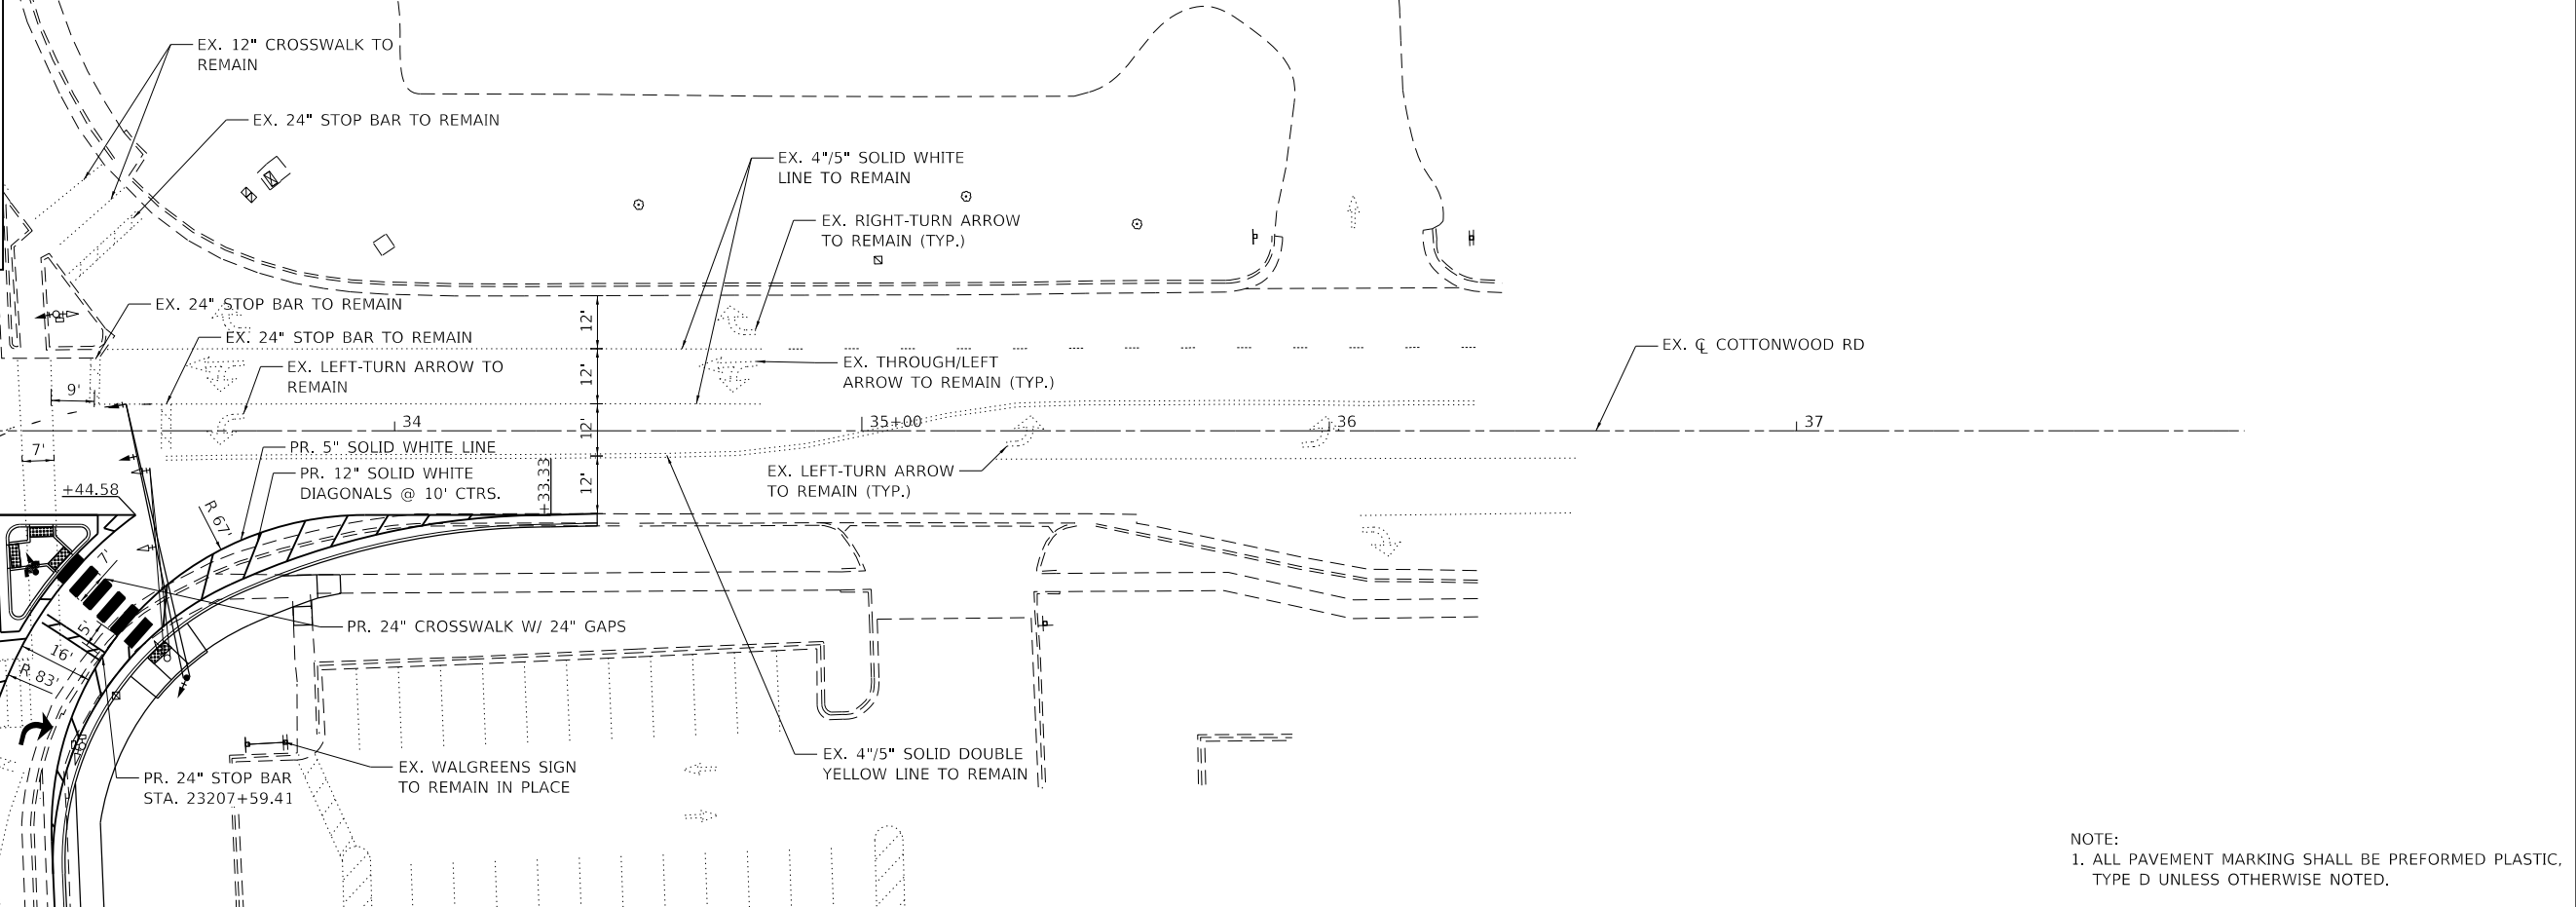 EX. 12" CROSSWALK TO
REMAIN
EX. 24" STOP BAR TO REMAIN
EX. 4"/5" SOLID WHITE
LINE TO REMAIN
EX. RIGHT-TURN ARROW
TO REMAIN (TYP.)
EX. 24" STOP BAR TO REMAIN
12'
EX. 24" STOP BAR TO REMAIN
EX. ℄ COTTONWOOD RD
EX. LEFT-TURN ARROW TO
REMAIN
12'
EX. THROUGH/LEFT
ARROW TO REMAIN (TYP.)
9'
34
12'
35+00
36
37
7'
PR. 5" SOLID WHITE LINE
PR. 12" SOLID WHITE
DIAGONALS @ 10' CTRS.
+33.33
12'
EX. LEFT-TURN ARROW
TO REMAIN (TYP.)
+44.58
R 67'
7'
PR. 24" CROSSWALK W/ 24" GAPS
5'
16'
R 83'
EX. 4"/5" SOLID DOUBLE
YELLOW LINE TO REMAIN
EX. WALGREENS SIGN
TO REMAIN IN PLACE
PR. 24" STOP BAR
STA. 23207+59.41
NOTE:
1. ALL PAVEMENT MARKING SHALL BE PREFORMED PLASTIC,
TYPE D UNLESS OTHERWISE NOTED.